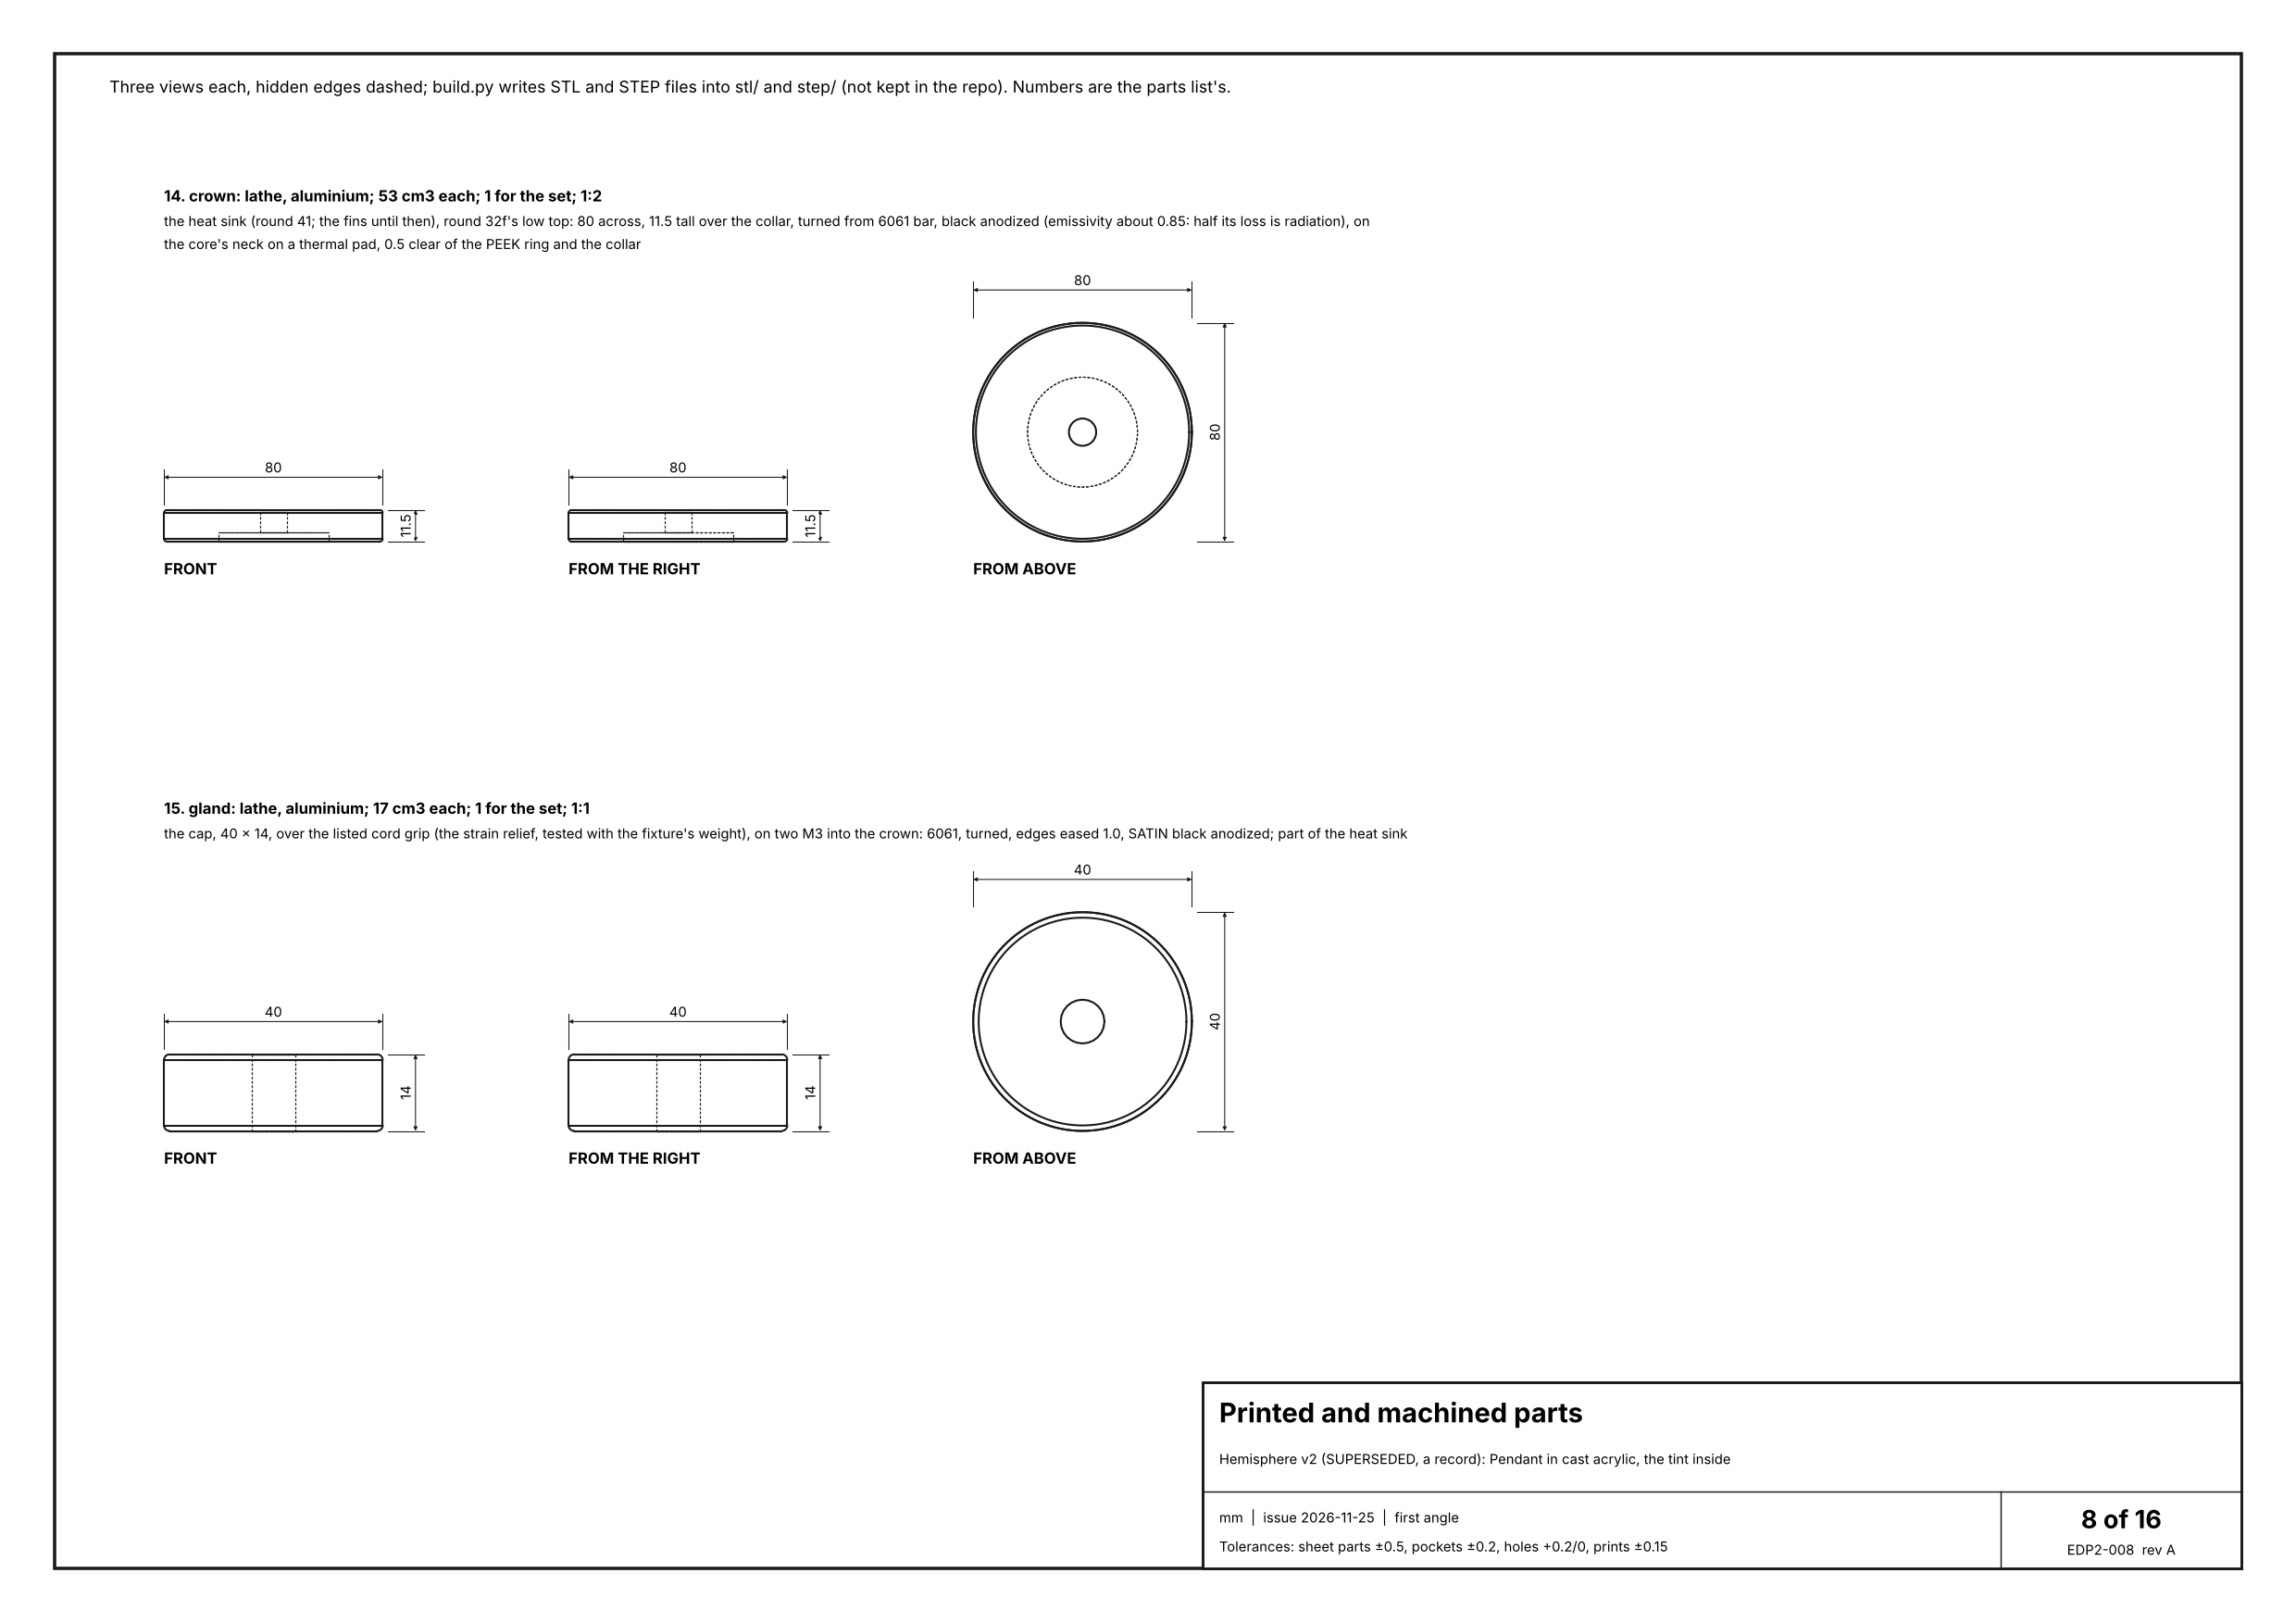 Three views each, hidden edges dashed; build.py writes STL and STEP files into stl/ and step/ (not kept in the repo). Numbers are the parts list's.
14. crown: lathe, aluminium; 53 cm3 each; 1 for the set; 1:2
the heat sink (round 41; the fins until then), round 32f's low top: 80 across, 11.5 tall over the collar, turned from 6061 bar, black anodized (emissivity about 0.85: half its loss is radiation), on
the core's neck on a thermal pad, 0.5 clear of the PEEK ring and the collar
80
80
80
80
11.5
11.5
FRONT
FROM THE RIGHT
FROM ABOVE
15. gland: lathe, aluminium; 17 cm3 each; 1 for the set; 1:1
the cap, 40 × 14, over the listed cord grip (the strain relief, tested with the fixture's weight), on two M3 into the crown: 6061, turned, edges eased 1.0, SATIN black anodized; part of the heat sink
40
40
40
40
14
14
FRONT
FROM THE RIGHT
FROM ABOVE
Printed and machined parts
Hemisphere v2 (SUPERSEDED, a record): Pendant in cast acrylic, the tint inside
mm | issue 2026-11-25 | first angle
Tolerances: sheet parts ±0.5, pockets ±0.2, holes +0.2/0, prints ±0.15
8 of 16
EDP2-008 rev A